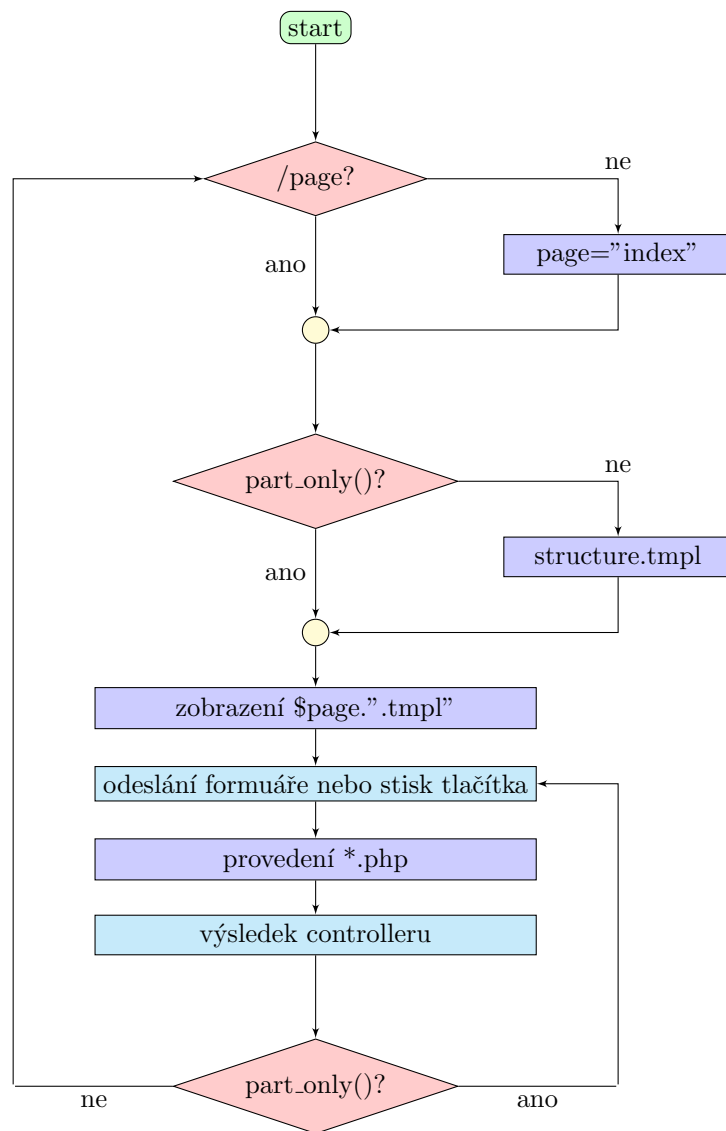 start
/page?
ne
page=”index”
ano
part_only()?
ne
structure.tmpl
ano
zobrazení $page.”.tmpl”
odeslání formuáře nebo stisk tlačítka
provedení *.php
výsledek controlleru
part_only()?
ne
ano